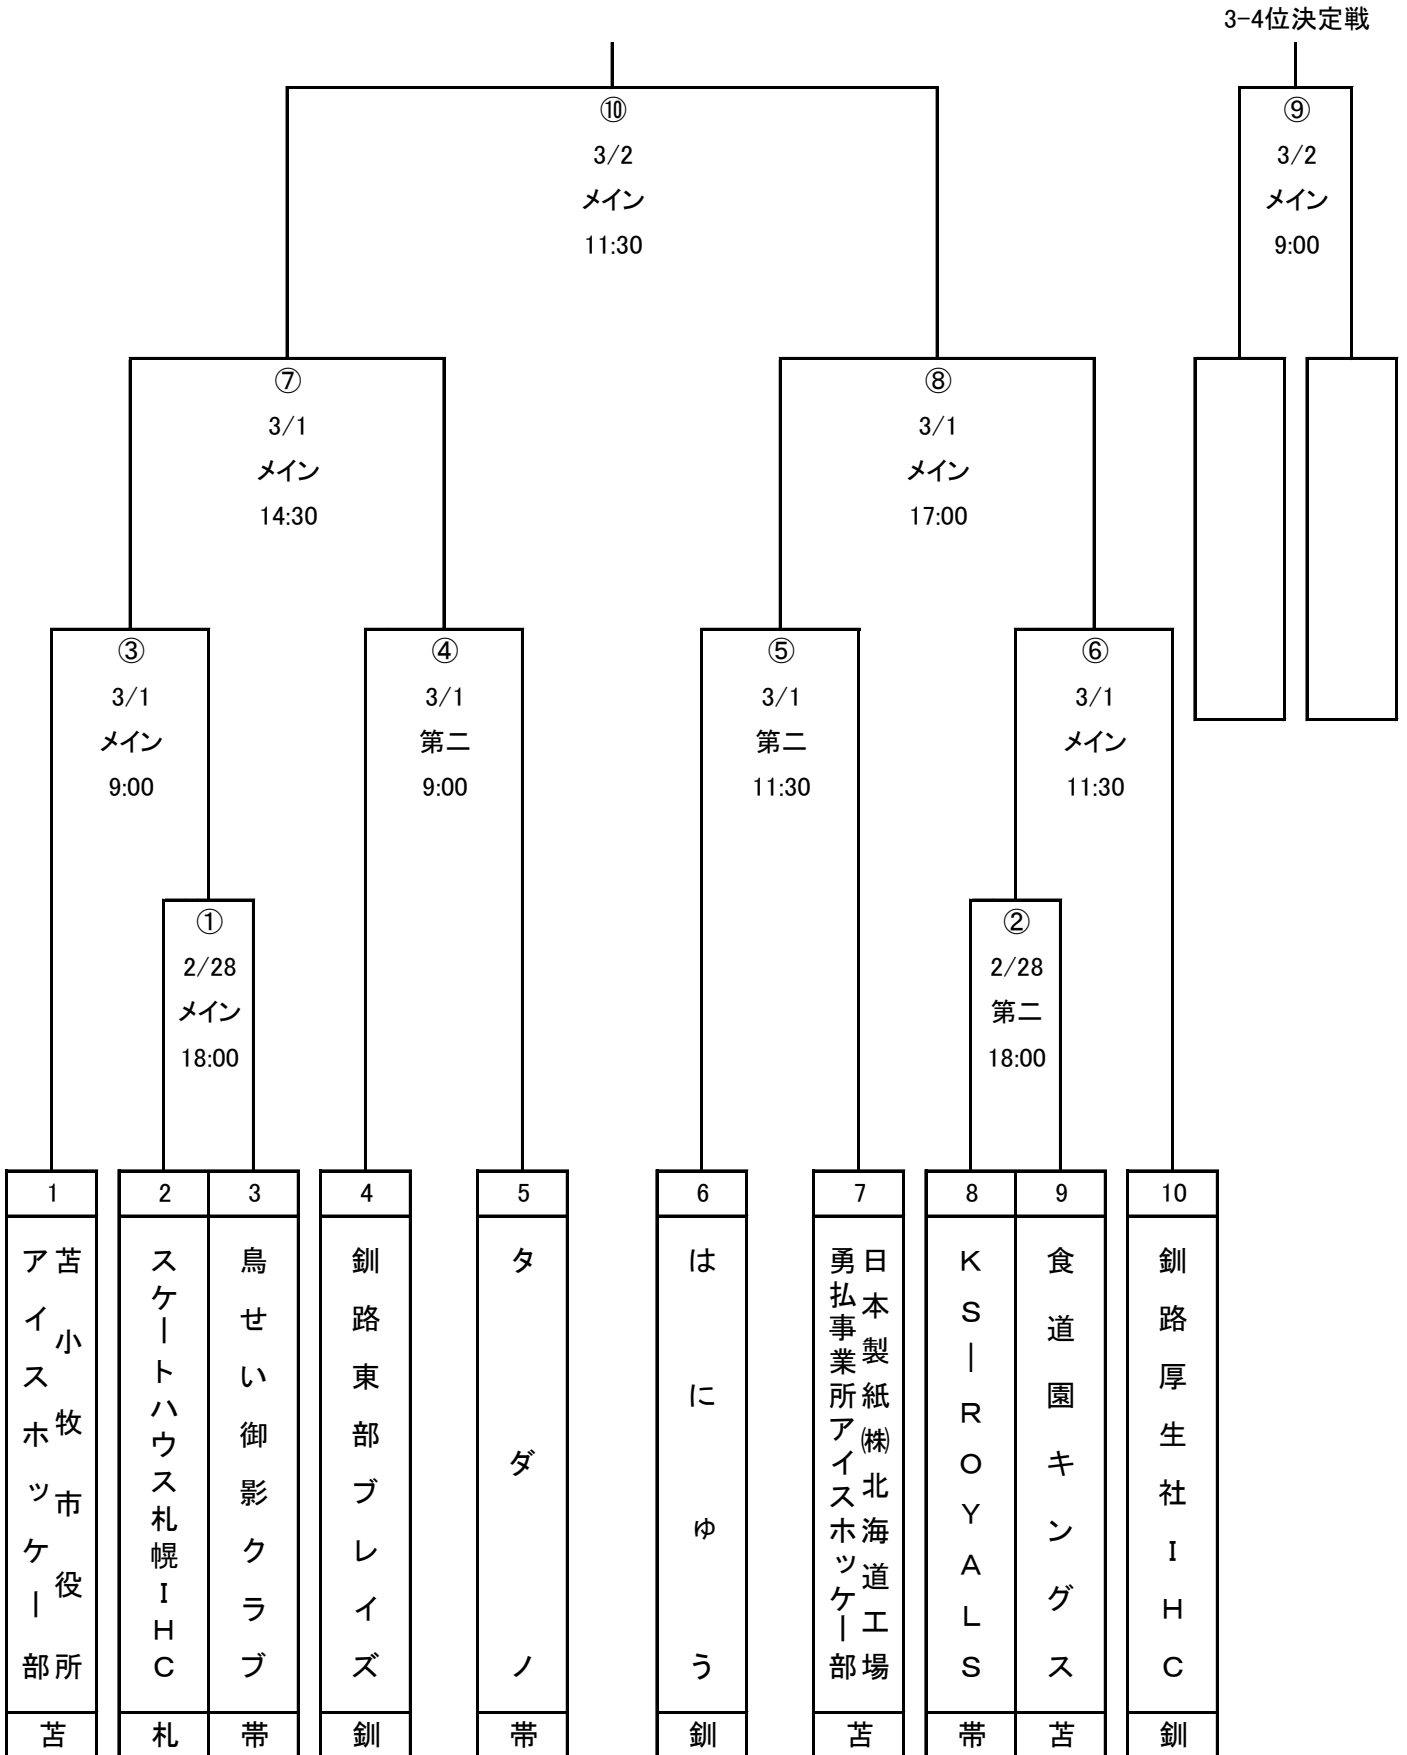 3-4位決定戦
⑩
3/2
メイン
11:30
⑨
3/2
メイン
9:00
⑦
3/1
メイン
14:30
⑧
3/1
メイン
17:00
③
3/1
メイン
9:00
④
3/1
第二
9:00
⑤
3/1
第二
11:30
⑥
3/1
メイン
11:30
①
2/28
メイン
18:00
②
2/28
第二
18:00
1
苫小牧市役所
アイスホッケー部
苫
2
スケートハウス札幌IHC
札
3
鳥せい御影クラブ
帯
4
釧路東部ブレイズ
釧
5
タダノ
帯
6
はにゅう
釧
7
日本製紙㈱北海道工場
勇払事業所アイスホッケー部
苫
8
KS-ROYALS
帯
9
食道園キングス
苫
10
釧路厚生社IHC
釧